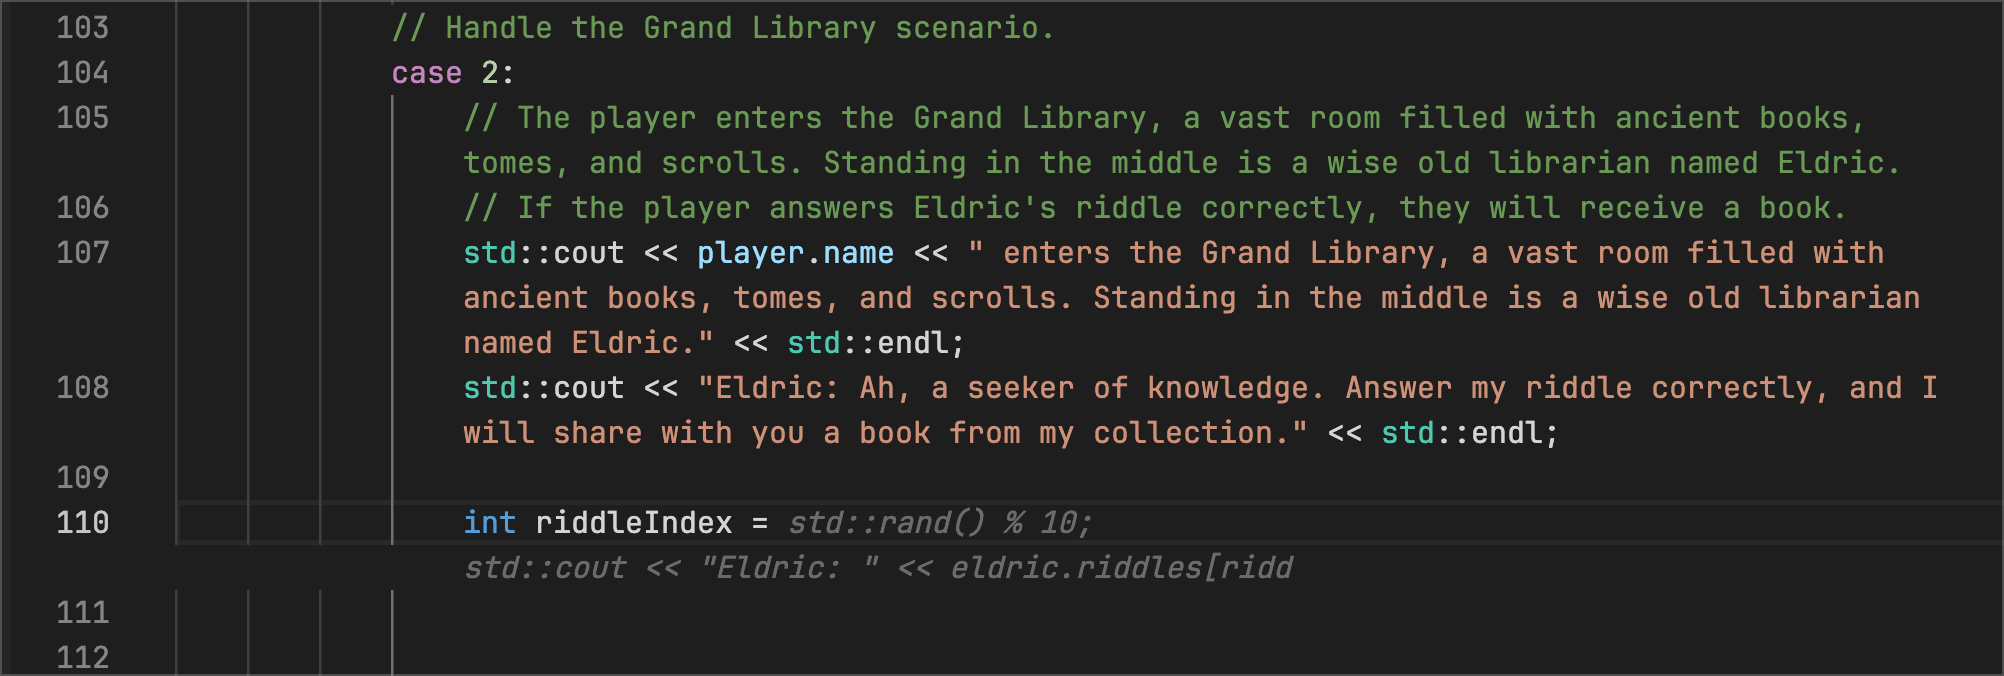 103 // Handle the Grand Library scenario.
104 case 2:
105 // The player enters the Grand Library, a vast room filled with ancient books,
tomes, and scrolls. Standing in the middle is a wise old librarian named Eldric.
106 // If the player answers Eldric's riddle correctly, they will receive a book.
107 std::cout << player.name << " enters the Grand Library, a vast room filled with
ancient books, tomes, and scrolls. Standing in the middle is a wise old librarian
named Eldric." << std::endl;
108 std::cout << "Eldric: Ah, a seeker of knowledge. Answer my riddle correctly, and I
will share with you a book from my collection." << std::endl;
109
110 int riddleIndex = std::rand() % 10;
std::cout << "Eldric: " << eldric.riddles[ridd
111
112